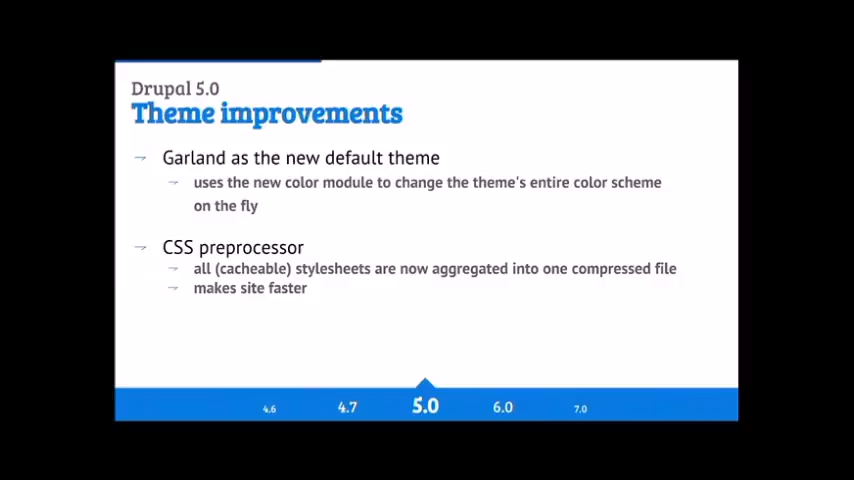 Drupal 5.0
Theme improvements
→ Garland as the new default theme
→ uses the new color module to change the theme's entire color scheme
on the fly
→ CSS preprocessor
→ all (cacheable) stylesheets are now aggregated into one compressed file
→ makes site faster
4.6 4.7 5.0 6.0 7.0